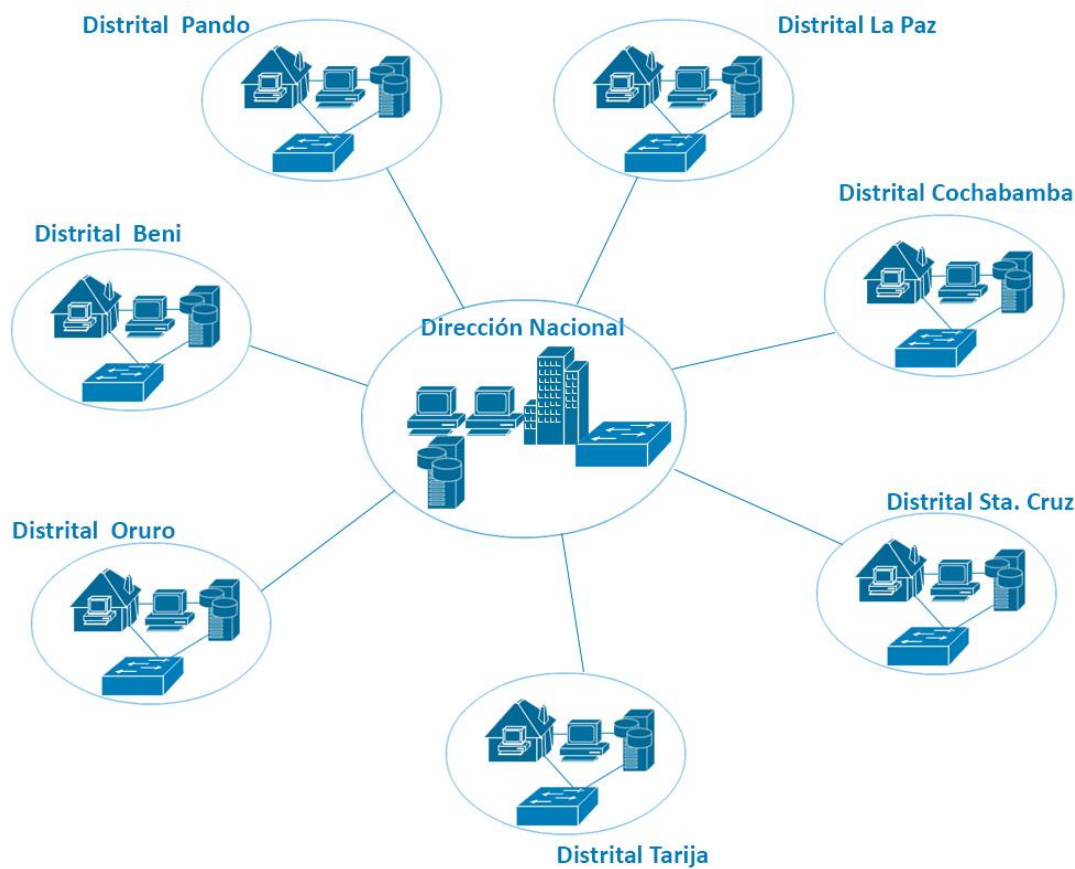 Distrital Pando
Distrital La Paz
Distrital Cochabamba
Distrital Beni
Dirección Nacional
Distrital Sta. Cruz
Distrital Oruro
Distrital Tarija